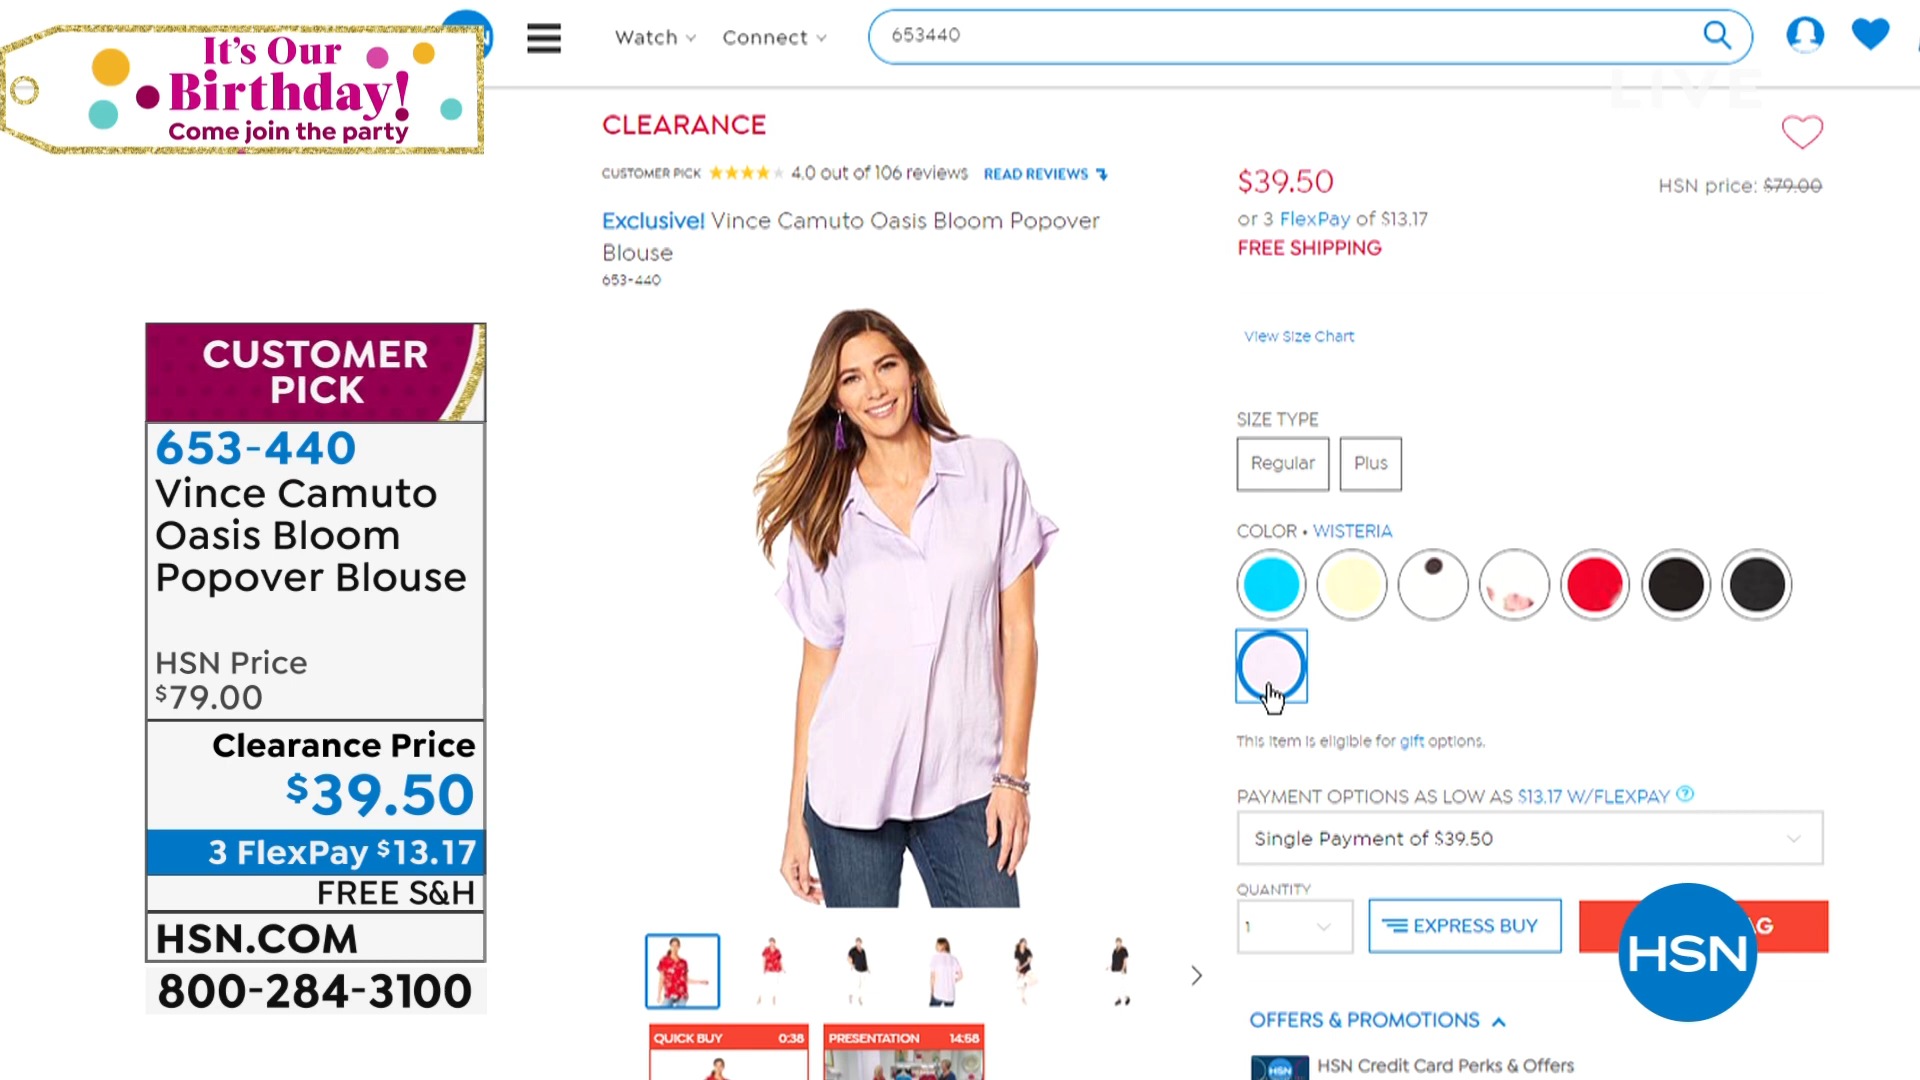 It's Our
Birthday!
Come join the party
Watch
Connect
653440
LIVE
CLEARANCE
CUSTOMER PICK 4.0 out of 106 reviews READ REVIEWS
Exclusive! Vince Camuto Oasis Bloom Popover
Blouse
653-440
$39.50
HSN price: $79.00
or 3 FlexPay of $13.17
FREE SHIPPING
View Size Chart
SIZE TYPE
Regular
Plus
COLOR • WISTERIA
This item is eligible for gift options.
PAYMENT OPTIONS AS LOW AS $13.17 W/FLEXPAY ?
Single Payment of $39.50
QUANTITY
1
EXPRESS BUY
HSN
OFFERS & PROMOTIONS
HSN
HSN Credit Card Perks & Offers
QUICK BUY 0:38
PRESENTATION 14:58
CUSTOMER
PICK
653-440
Vince Camuto
Oasis Bloom
Popover Blouse
HSN Price
$79.00
Clearance Price
$39.50
3 FlexPay $13.17
FREE S&H
HSN.COM
800-284-3100